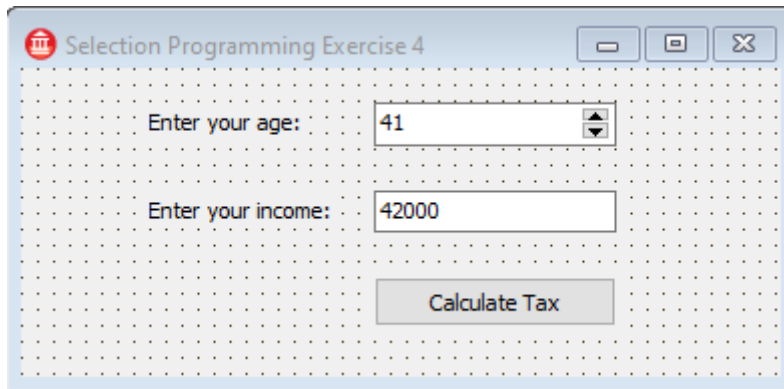 Selection Programming Exercise 4
Enter your age: 41
Enter your income: 42000
Calculate Tax